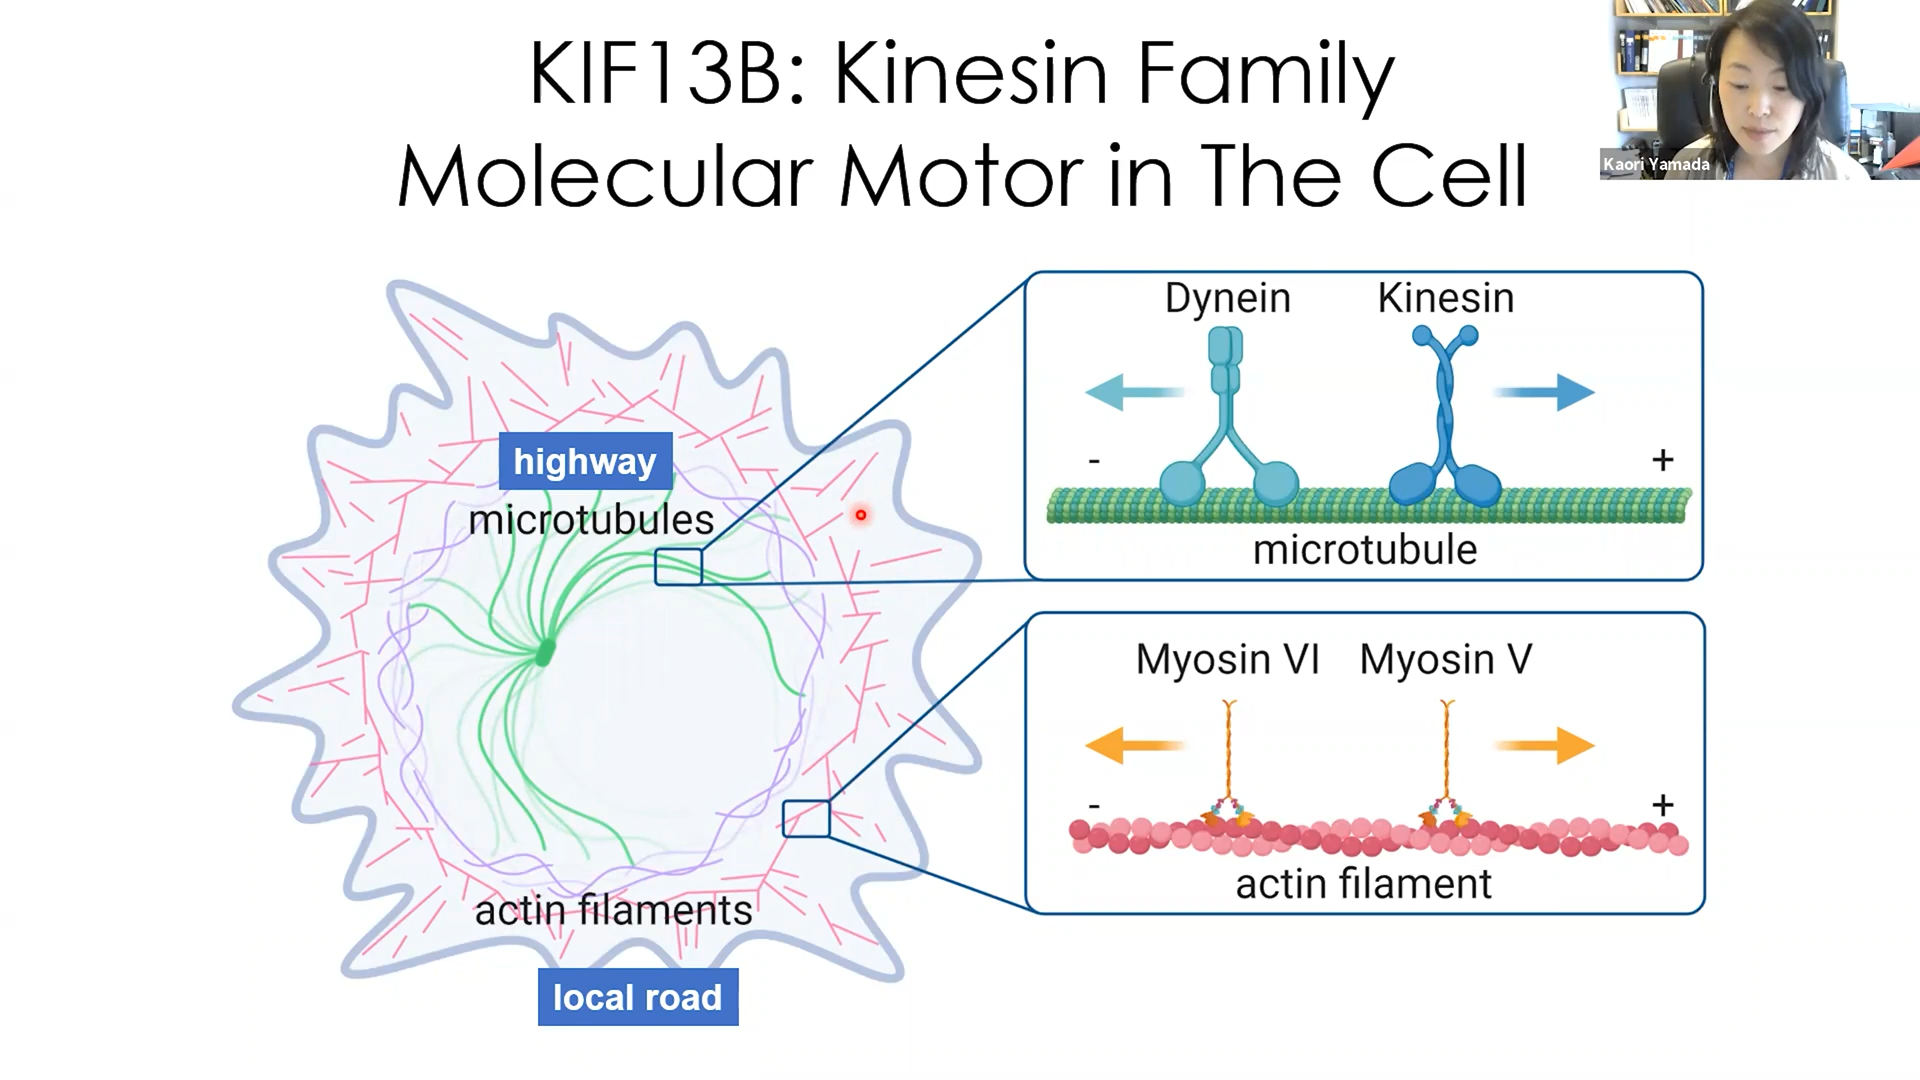 KIF13B: Kinesin Family
Molecular Motor in The Cell
Kaori Yamada
highway
microtubules
actin filaments
local road
Dynein Kinesin
- +
microtubule
Myosin VI Myosin V
- +
actin filament